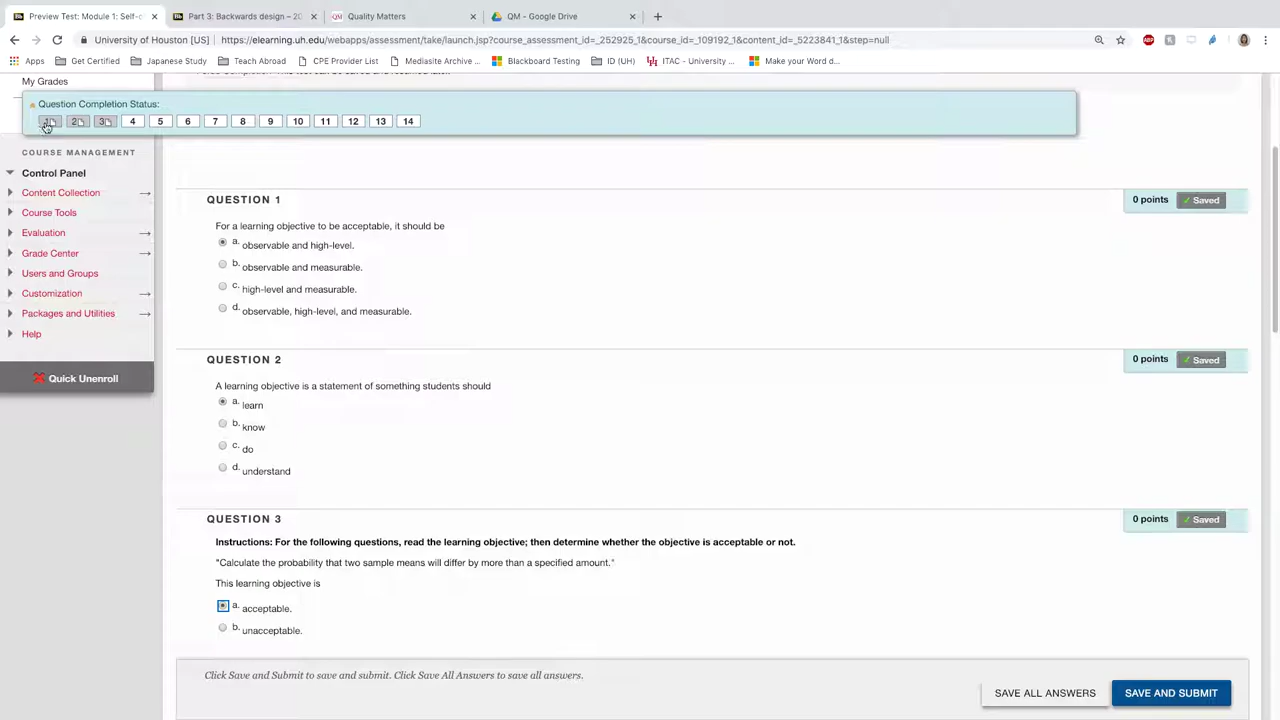 Preview Test: Module 1: Self-c
Part 3: Backwards design – 20
Quality Matters
QM - Google Drive
University of Houston [US]
https://elearning.uh.edu/webapps/assessment/take/launch.jsp?course_assessment_id=_252925_1&course_id=_109192_1&content_id=_5223841_1&step=null
Apps
Get Certified
Japanese Study
Teach Abroad
CPE Provider List
Mediasite Archive...
Blackboard Testing
ID (UH)
ITAC - University ...
Make your Word d...
My Grades
Question Completion Status:
1 2 3 4 5 6 7 8 9 10 11 12 13 14
COURSE MANAGEMENT
Control Panel
Content Collection
Course Tools
Evaluation
Grade Center
Users and Groups
Customization
Packages and Utilities
Help
Quick Unenroll
QUESTION 1
0 points
Saved
For a learning objective to be acceptable, it should be
a. observable and high-level.
b. observable and measurable.
c. high-level and measurable.
d. observable, high-level, and measurable.
QUESTION 2
0 points
Saved
A learning objective is a statement of something students should
a. learn
b. know
c. do
d. understand
QUESTION 3
0 points
Saved
Instructions: For the following questions, read the learning objective; then determine whether the objective is acceptable or not.
"Calculate the probability that two sample means will differ by more than a specified amount."
This learning objective is
a. acceptable.
b. unacceptable.
Click Save and Submit to save and submit. Click Save All Answers to save all answers.
SAVE ALL ANSWERS
SAVE AND SUBMIT